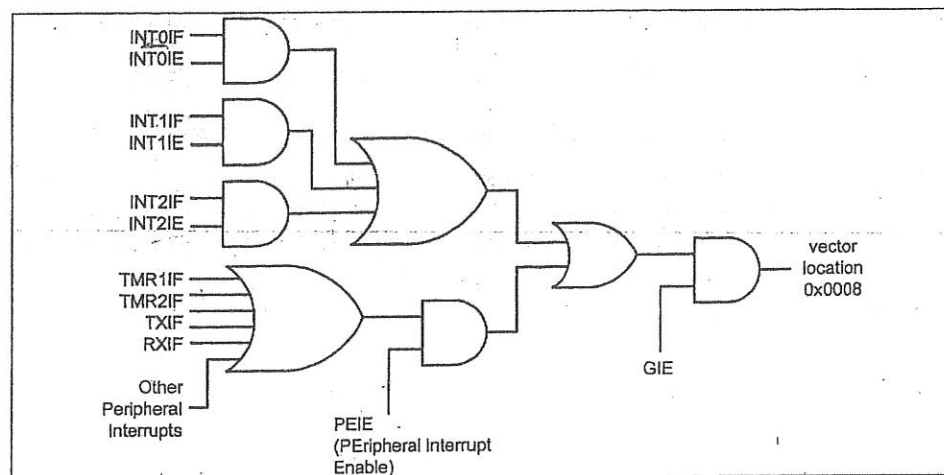 INT0IF
INT0IE
INT1IF
INT1IE
INT2IF
INT2IE
TMR1IF
TMR2IF
TXIF
RXIF
Other
Peripheral
Interrupts
PEIE
(PEripheral Interrupt
Enable)
GIE
vector
location
0x0008